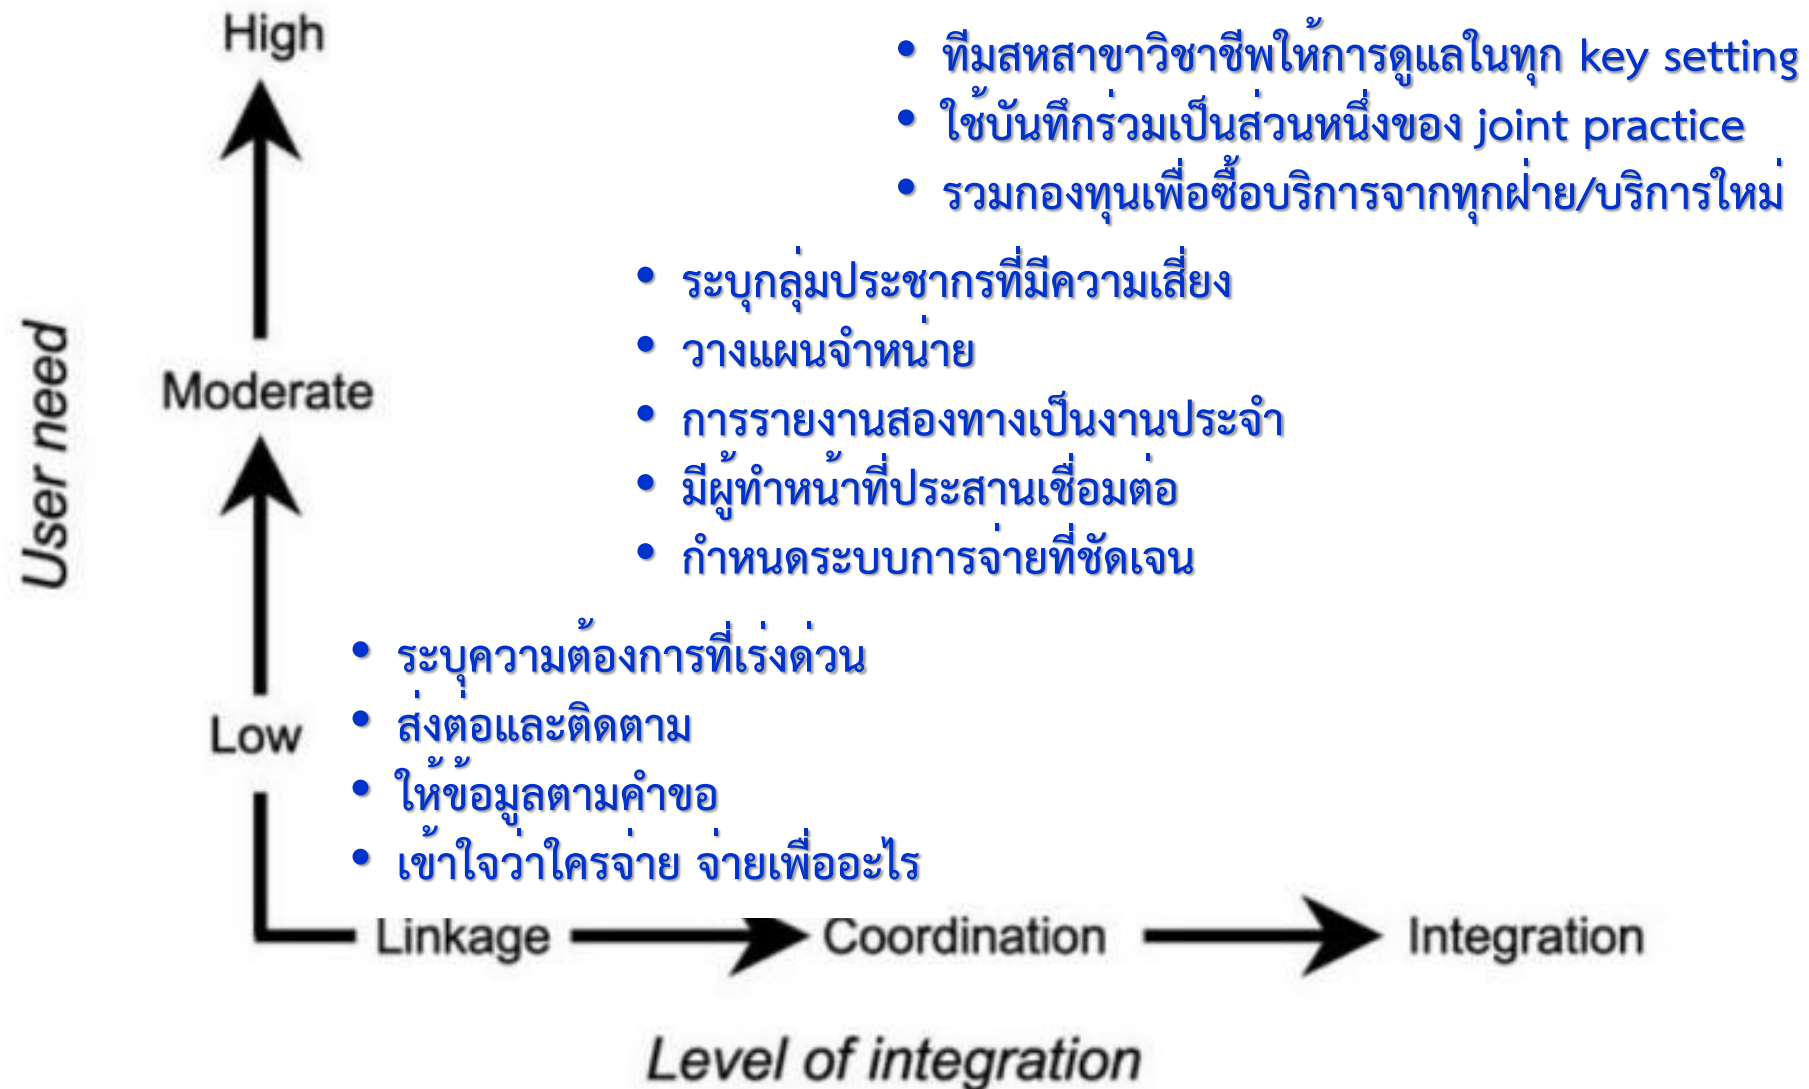 High
• ทีมสหสาขาวิชาชีพให้การดูแลในทุก key setting
• ใช้บันทึกร่วมเป็นส่วนหนึ่งของ joint practice
• รวมกองทุนเพื่อซื้อบริการจากทุกฝ่าย/บริการใหม่
User need
Moderate
• ระบุกลุ่มประชากรที่มีความเสี่ยง
• วางแผนจำหน่าย
• การรายงานสองทางเป็นงานประจำ
• มีผู้ทำหน้าที่ประสานเชื่อมต่อ
• กำหนดระบบการจ่ายที่ชัดเจน
Low
• ระบุความต้องการที่เร่งด่วน
• ส่งต่อและติดตาม
• ให้ข้อมูลตามคำขอ
• เข้าใจว่าใครจ่าย จ่ายเพื่ออะไร
Linkage Coordination Integration
Level of integration